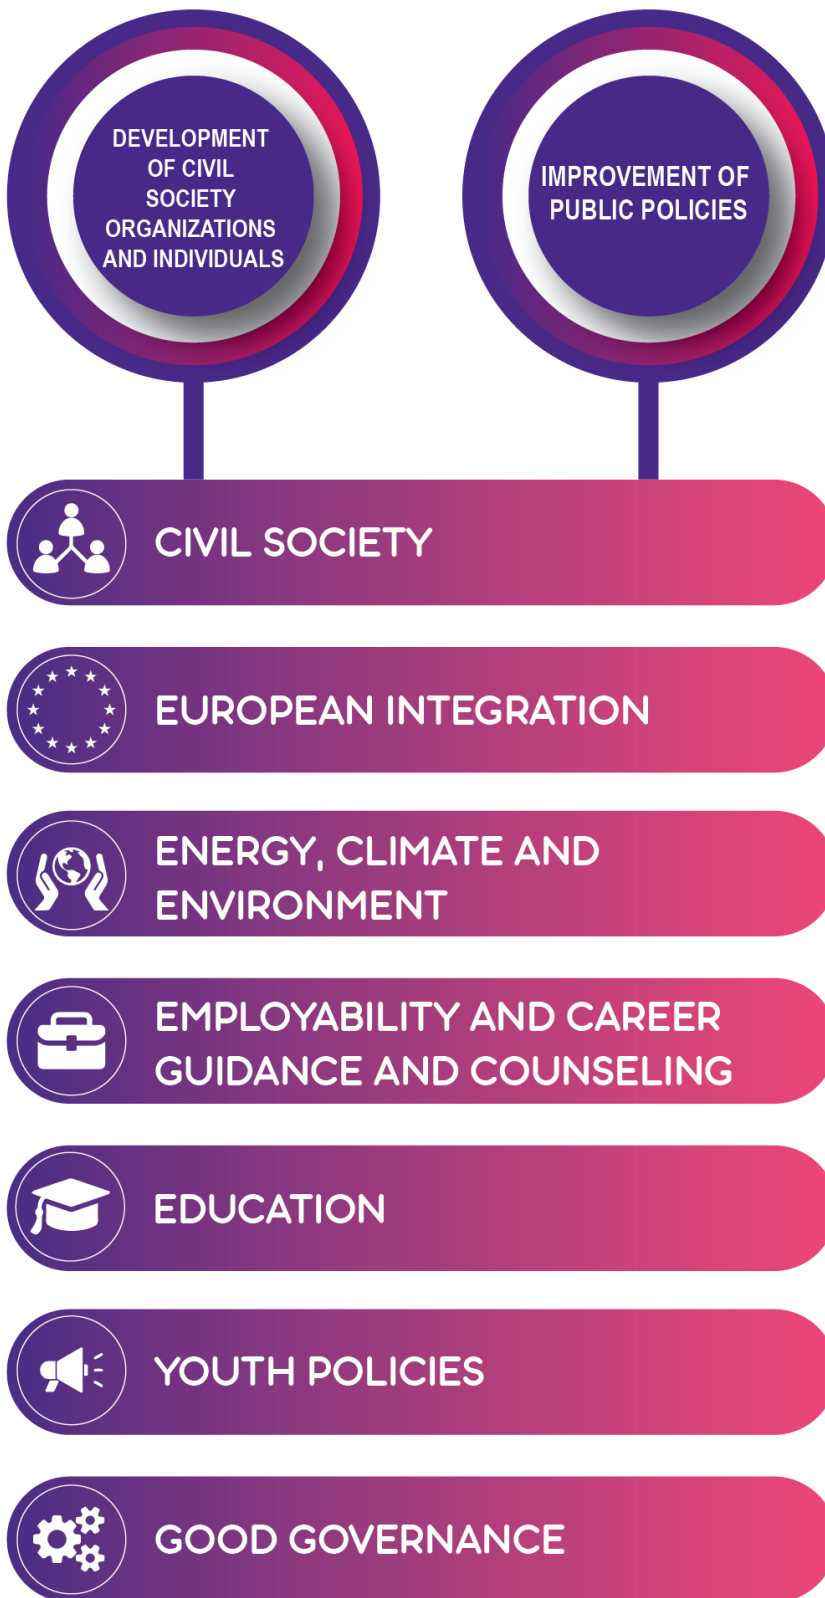 DEVELOPMENT
OF CIVIL
SOCIETY
ORGANIZATIONS
AND INDIVIDUALS
IMPROVEMENT OF
PUBLIC POLICIES
CIVIL SOCIETY
EUROPEAN INTEGRATION
ENERGY, CLIMATE AND
ENVIRONMENT
EMPLOYABILITY AND CAREER
GUIDANCE AND COUNSELING
EDUCATION
YOUTH POLICIES
GOOD GOVERNANCE